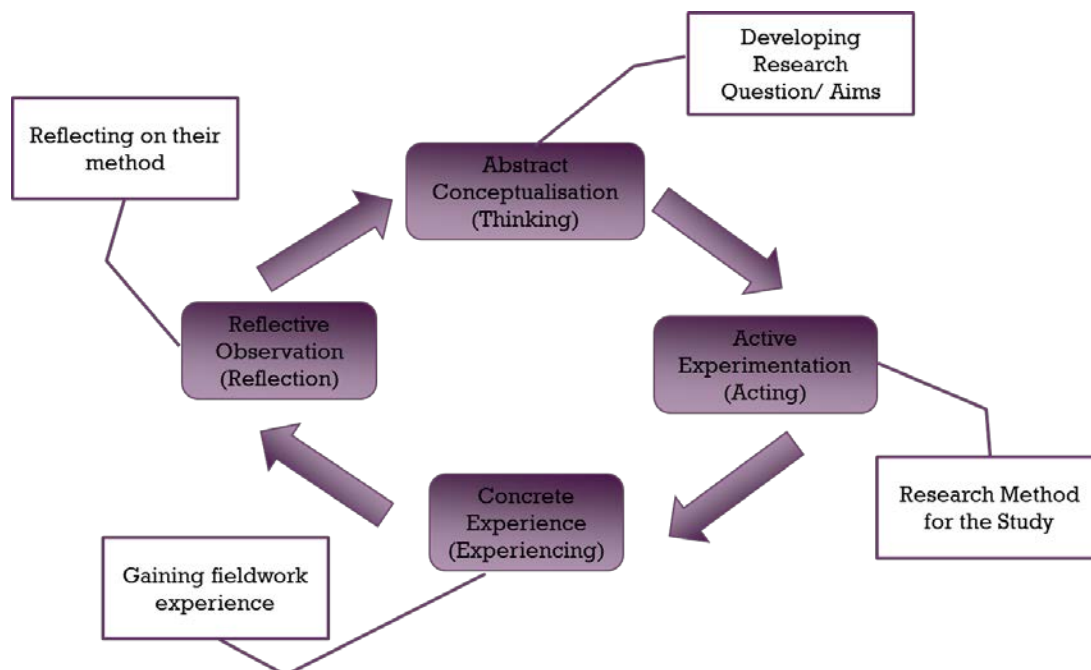 Developing
Research
Question/ Aims
Reflecting on their
method
Abstract
Conceptualisation
(Thinking)
Reflective
Observation
(Reflection)
Active
Experimentation
(Acting)
Concrete
Experience
(Experiencing)
Research Method
for the Study
Gaining fieldwork
experience